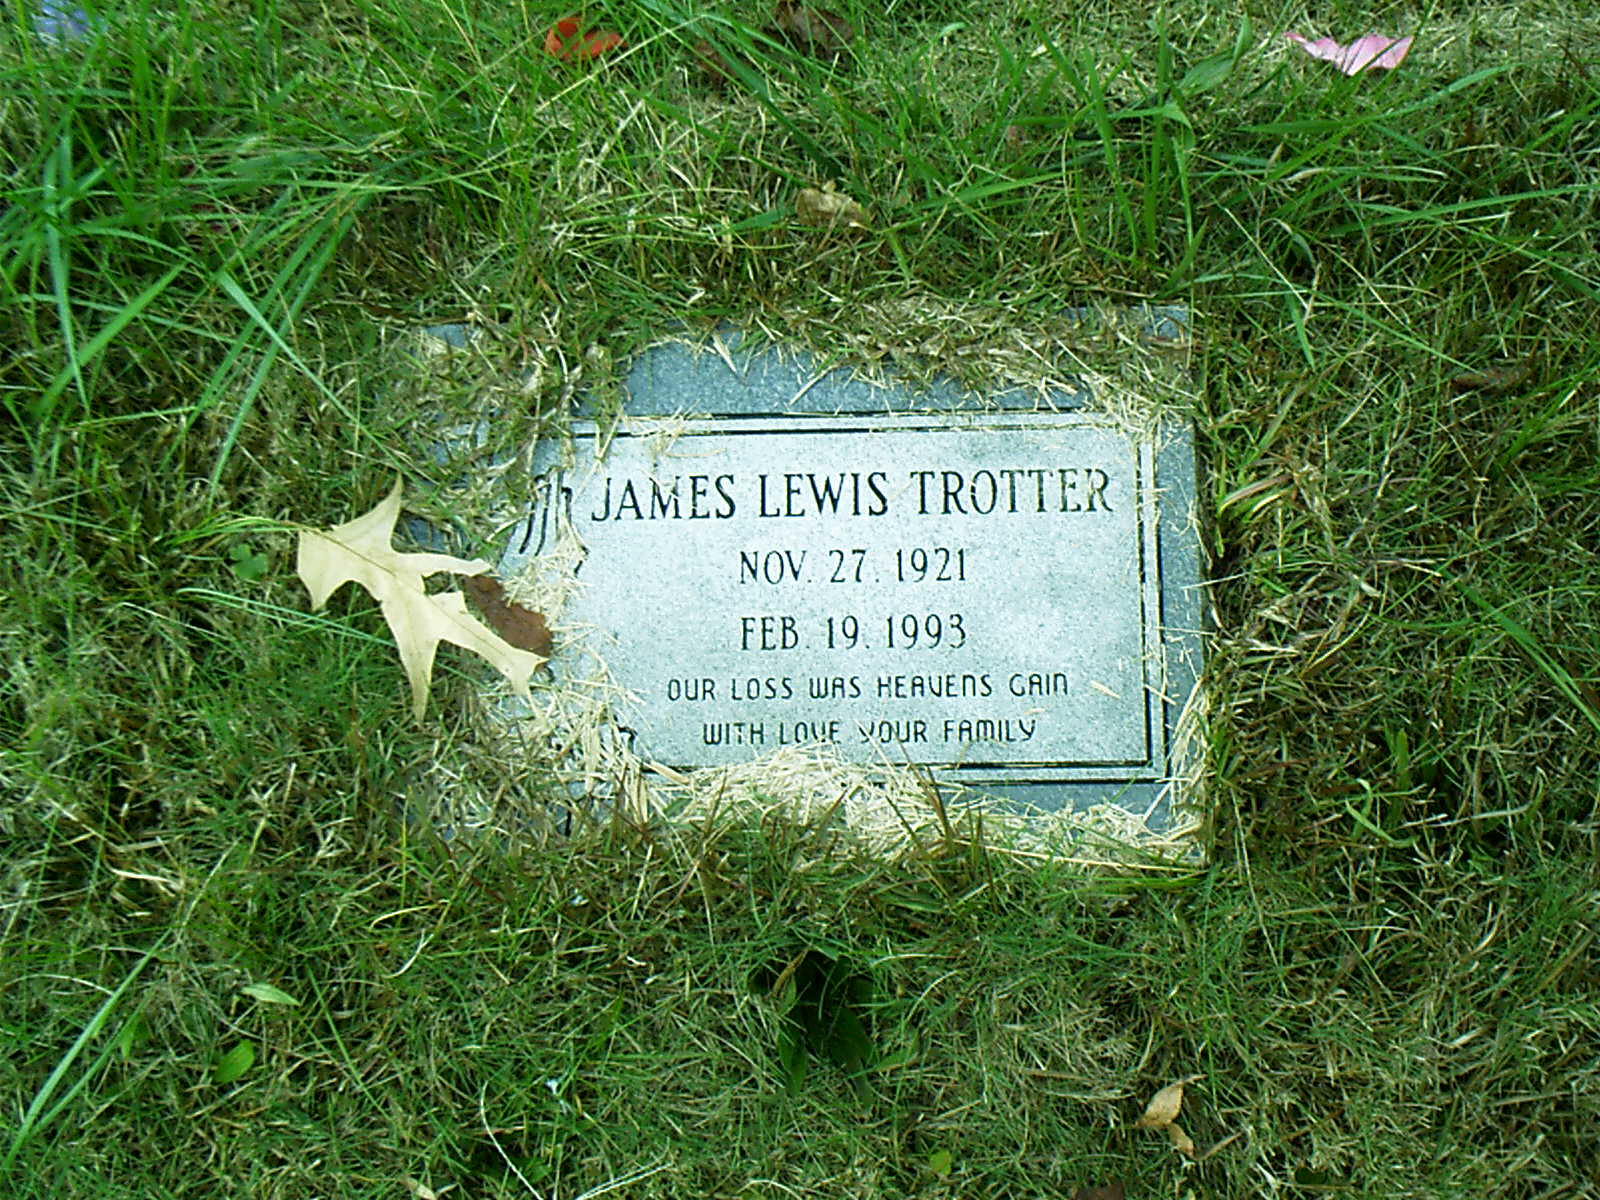 JAMES LEWIS TROTTER
NOV. 27. 1921
FEB. 19. 1993
OUR LOSS WAS HEAVENS GAIN
WITH LOVE YOUR FAMILY